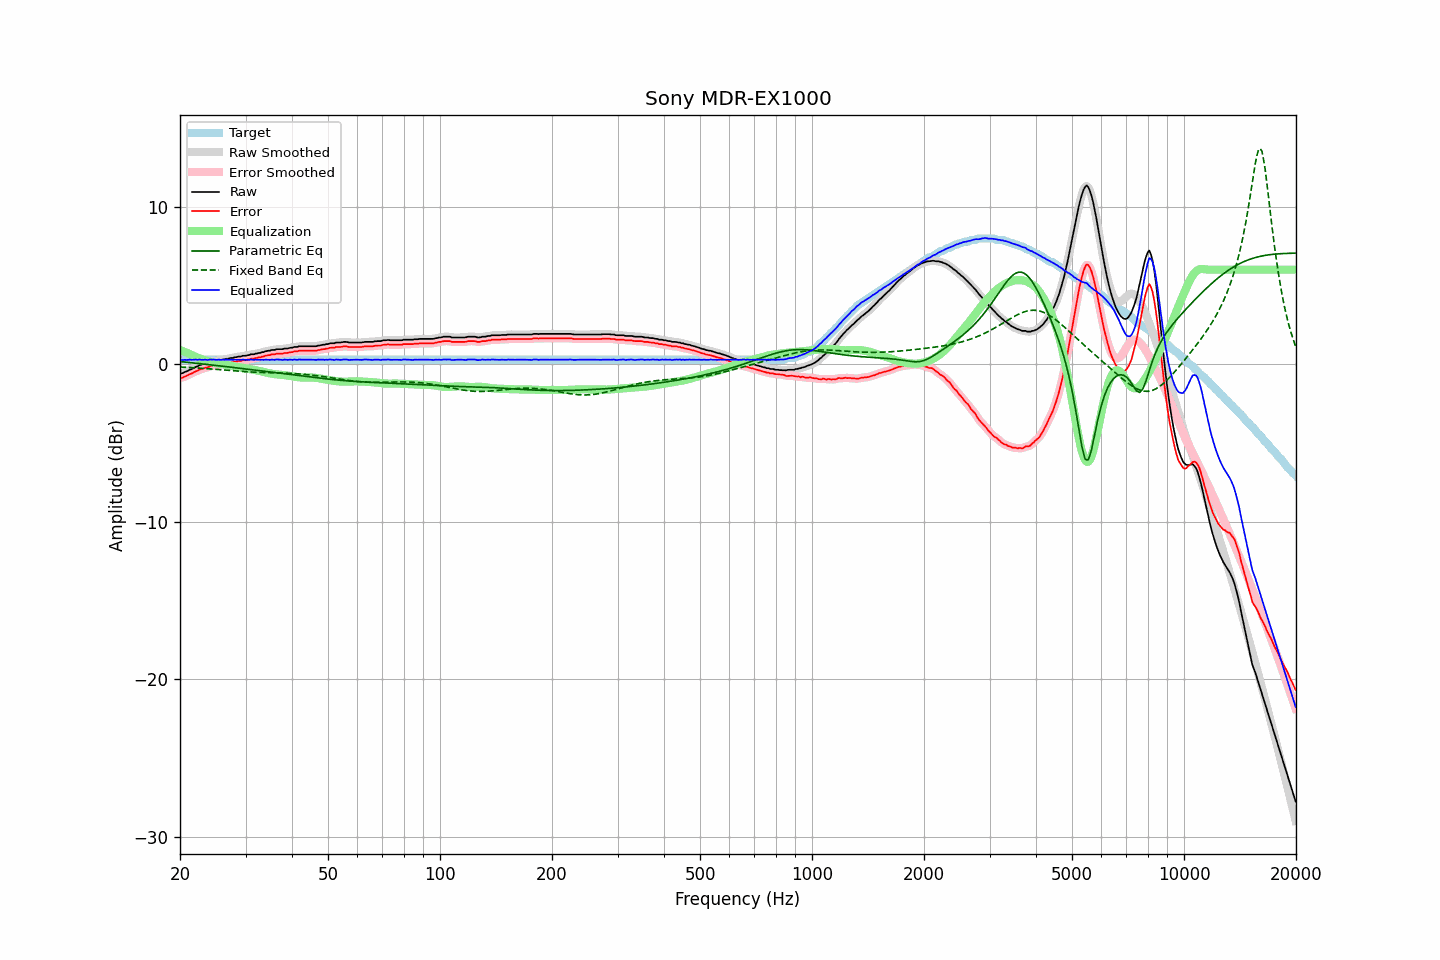 Sony MDR-EX1000
Target
Raw Smoothed
Error Smoothed
Raw
Error
Equalization
Parametric Eq
Fixed Band Eq
Equalized
Amplitude (dBr)
10
0
−10
−20
−30
20
50
100
200
500
1000
2000
5000
10000
20000
Frequency (Hz)